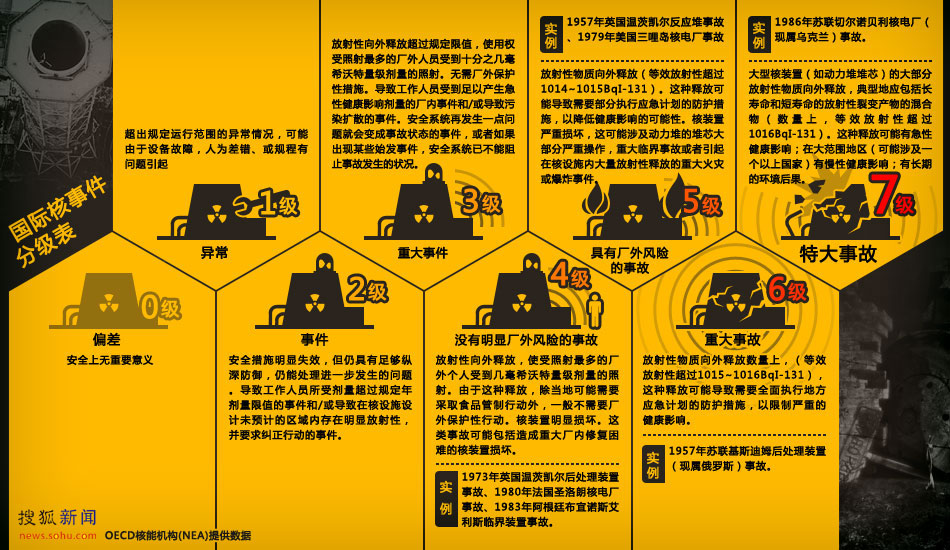 国际核事件
分级表
0级
偏差
安全上无重要意义
超出规定运行范围的异常情况，可能
由于设备故障，人为差错、或规程有
问题引起
1级
异常
2级
事件
安全措施明显失效，但仍具有足够纵
深防御，仍能处理进一步发生的问题
。导致工作人员所受剂量超过规定年
剂量限值的事件和/或导致在核设施设
计未预计的区域内存在明显放射性，
并要求纠正行动的事件。
放射性向外释放超过规定限值，使用权
受照射最多的厂外人员受到十分之几毫
希沃特量级剂量的照射。无需厂外保护
性措施。导致工作人员受到足以产生急
性健康影响剂量的厂内事件和/或导致污
染扩散的事件。安全系统再发生一点问
题就会变成事故状态的事件，或者如果
出现某些始发事件，安全系统已不能阻
止事故发生的状况。
3级
重大事件
4级
没有明显厂外风险的事故
放射性向外释放，使受照射最多的厂
外个人受到几毫希沃特量级剂量的照
射。由于这种释放，除当地可能需要
采取食品管制行动外，一般不需要厂
外保护性行动。核装置明显损坏。这
类事故可能包括造成重大厂内修复困
难的核装置损坏。
实例
1973年英国温茨凯尔后处理装置
事故、1980年法国圣洛朗核电厂
事故、1983年阿根廷布宜诺斯艾
利斯临界装置事故。
实例
1957年英国温茨凯尔反应堆事故
、1979年美国三哩岛核电厂事故
放射性物质向外释放（等效放射性超过
1014~1015BqI-131）。这种释放可
能导致需要部分执行应急计划的防护措
施，以降低健康影响的可能性。核装置
严重损坏，这可能涉及动力堆的堆芯大
部分严重操作，重大临界事故或者引起
在核设施内大量放射性释放的重大火灾
或爆炸事件。
5级
具有厂外风险
的事故
6级
重大事故
放射性物质向外释放数量上，（等效
放射性超过1015~1016BqI-131），
这种释放可能导致需要全面执行地方
应急计划的防护措施，以限制严重的
健康影响。
实例
1957年苏联基斯迪姆后处理装置
（现属俄罗斯）事故。
实例
1986年苏联切尔诺贝利核电厂（
现属乌克兰）事故。
大型核装置（如动力堆堆芯）的大部分
放射性物质向外释放，典型地应包括长
寿命和短寿命的放射性裂变产物的混合
物（数量上，等效放射性超过
1016BqI-131）。这种释放可能有急性
健康影响；在大范围地区（可能涉及一
个以上国家）有慢性健康影响；有长期
的环境后果。
7级
特大事故
搜狐新闻
news.sohu.com
OECD核能机构(NEA)提供数据